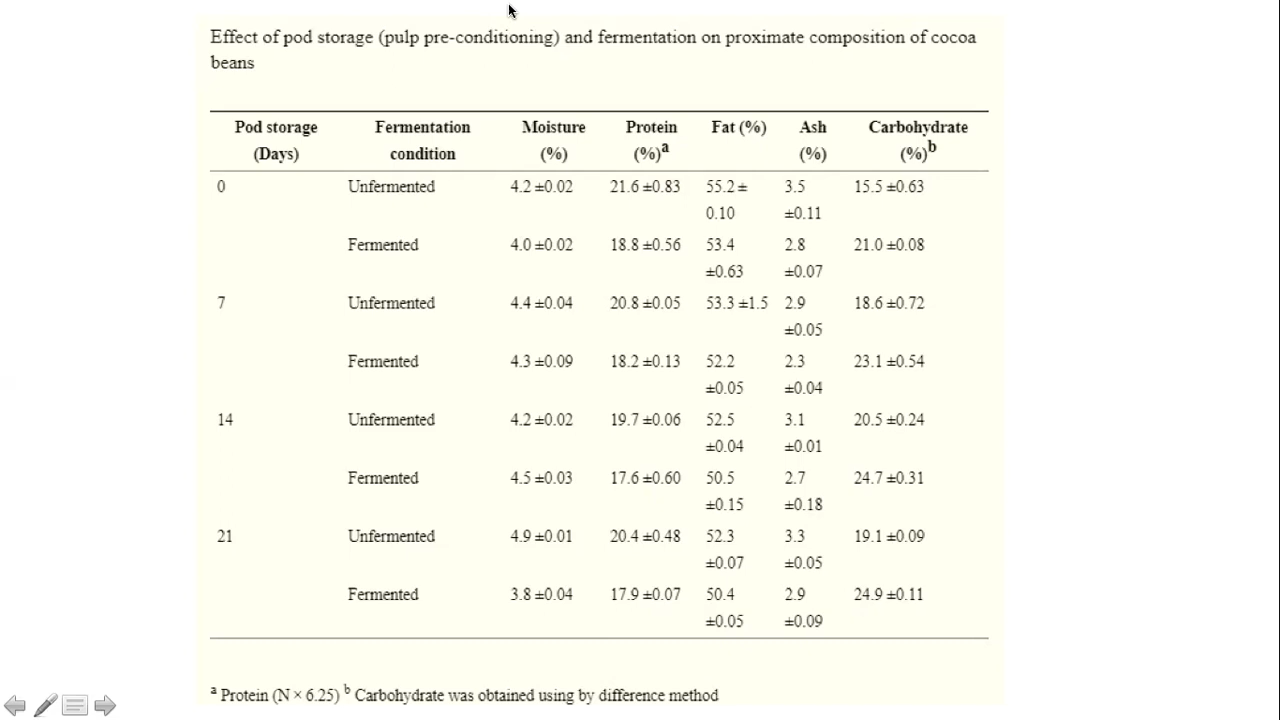 Effect of pod storage (pulp pre-conditioning) and fermentation on proximate composition of cocoa
beans
Pod storage Fermentation Moisture Protein Fat (%) Ash Carbohydrate
(Days) condition (%) (%)a (%) (%)b
0 Unfermented 4.2 ±0.02 21.6 ±0.83 55.2 ± 3.5 15.5 ±0.63
0.10 ±0.11
Fermented 4.0 ±0.02 18.8 ±0.56 53.4 2.8 21.0 ±0.08
±0.63 ±0.07
7 Unfermented 4.4 ±0.04 20.8 ±0.05 53.3 ±1.5 2.9 18.6 ±0.72
±0.05
Fermented 4.3 ±0.09 18.2 ±0.13 52.2 2.3 23.1 ±0.54
±0.05 ±0.04
14 Unfermented 4.2 ±0.02 19.7 ±0.06 52.5 3.1 20.5 ±0.24
±0.04 ±0.01
Fermented 4.5 ±0.03 17.6 ±0.60 50.5 2.7 24.7 ±0.31
±0.15 ±0.18
21 Unfermented 4.9 ±0.01 20.4 ±0.48 52.3 3.3 19.1 ±0.09
±0.07 ±0.05
Fermented 3.8 ±0.04 17.9 ±0.07 50.4 2.9 24.9 ±0.11
±0.05 ±0.09
a Protein (N × 6.25) b Carbohydrate was obtained using by difference method